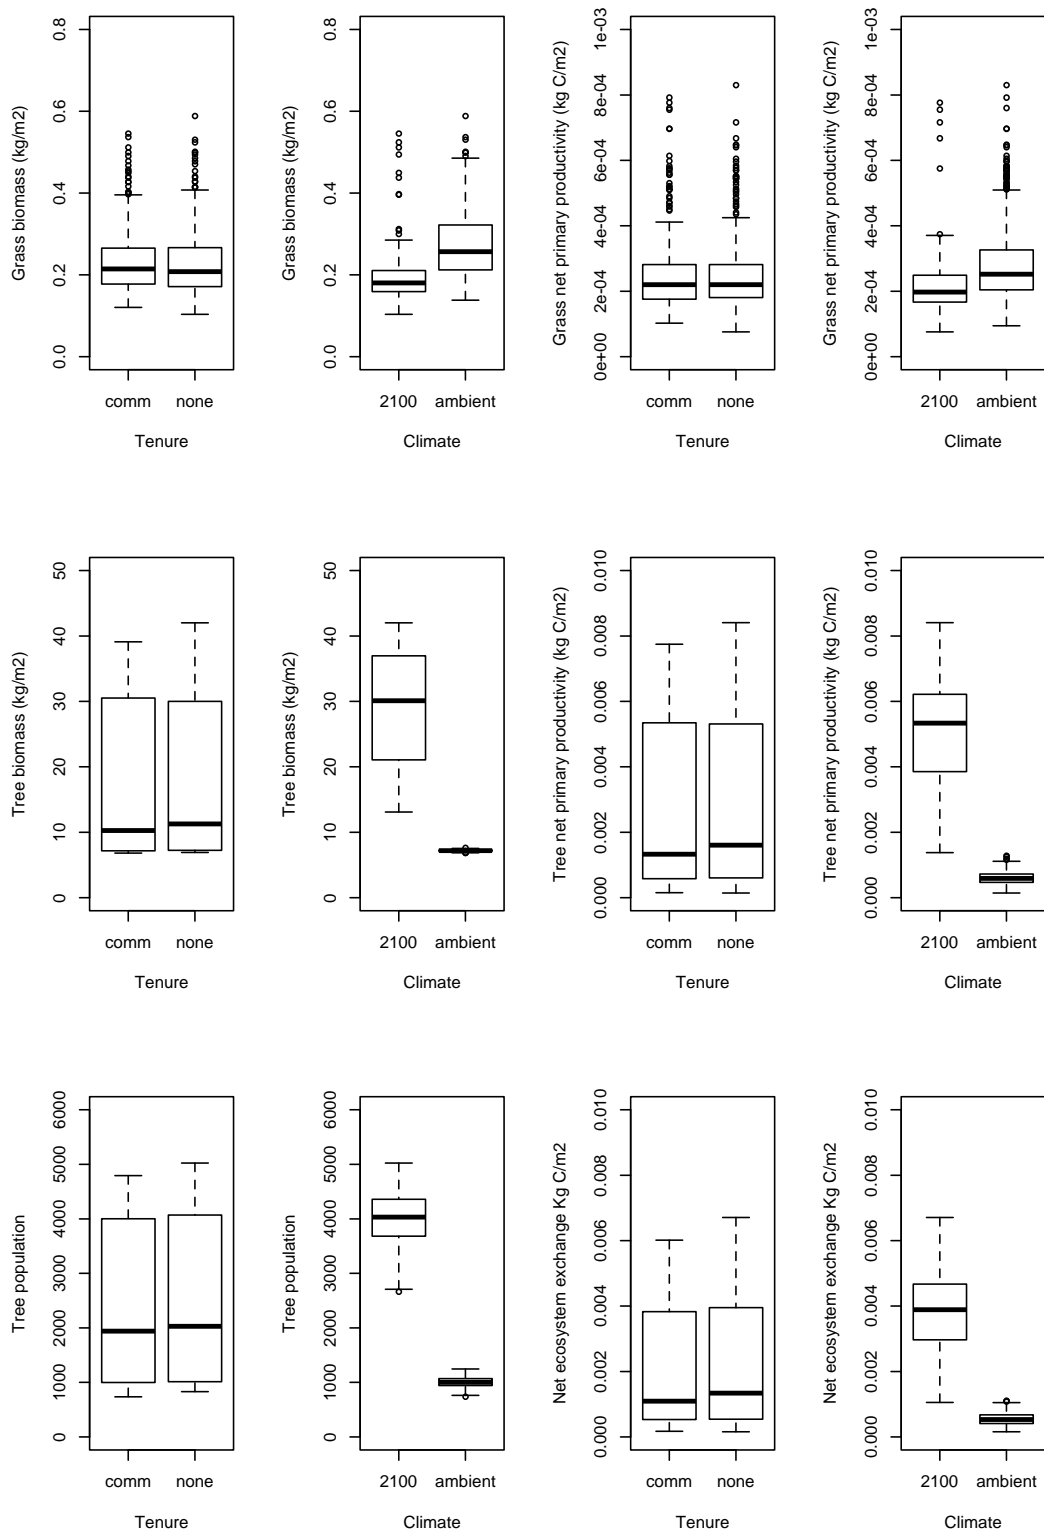 Grass biomass (kg/m2)
0.0 0.2 0.4 0.6 0.8
comm none
Tenure
Grass biomass (kg/m2)
0.0 0.2 0.4 0.6 0.8
2100 ambient
Climate
Grass net primary productivity (kg C/m2)
0e+00 2e-04 4e-04 6e-04 8e-04 1e-03
comm none
Tenure
Grass net primary productivity (kg C/m2)
0e+00 2e-04 4e-04 6e-04 8e-04 1e-03
2100 ambient
Climate
Tree biomass (kg/m2)
0 10 20 30 40 50
comm none
Tenure
Tree biomass (kg/m2)
0 10 20 30 40 50
2100 ambient
Climate
Tree net primary productivity (kg C/m2)
0.000 0.002 0.004 0.006 0.008 0.010
comm none
Tenure
Tree net primary productivity (kg C/m2)
0.000 0.002 0.004 0.006 0.008 0.010
2100 ambient
Climate
Tree population
0 1000 2000 3000 4000 5000 6000
comm none
Tenure
Tree population
0 1000 2000 3000 4000 5000 6000
2100 ambient
Climate
Net ecosystem exchange Kg C/m2
0.000 0.002 0.004 0.006 0.008 0.010
comm none
Tenure
Net ecosystem exchange Kg C/m2
0.000 0.002 0.004 0.006 0.008 0.010
2100 ambient
Climate